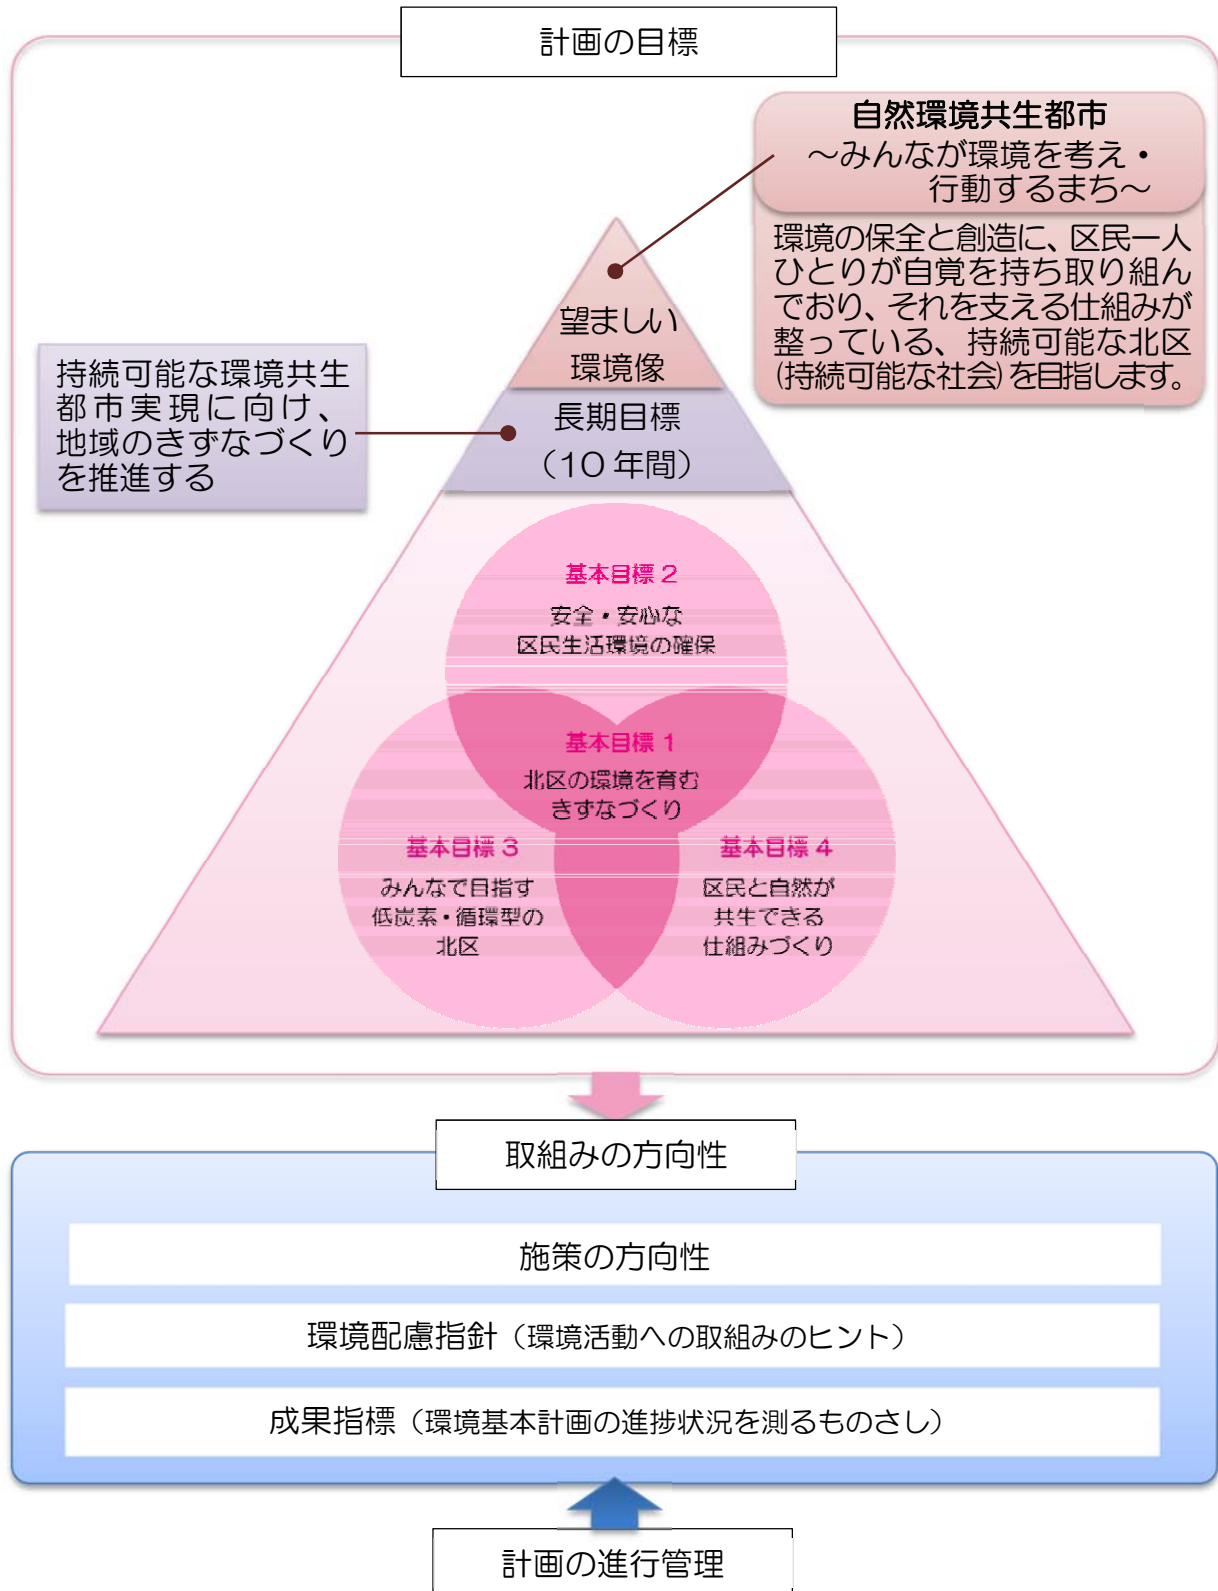 計画の目標
自然環境共生都市
～みんなが環境を考え・
行動するまち～
環境の保全と創造に、区民一人
ひとりが自覚を持ち取り組ん
でおり、それを支える仕組みが
整っている、持続可能な北区
(持続可能な社会)を目指します。
望ましい
環境像
持続可能な環境共生
都市実現に向け、
地域のきずなづくり
を推進する
長期目標
（10年間）
基本目標 2
安全・安心な
区民生活環境の確保
基本目標 1
北区の環境を育む
きずなづくり
基本目標 3
みんなで目指す
低炭素・循環型の
北区
基本目標 4
区民と自然が
共生できる
仕組みづくり
取組みの方向性
施策の方向性
環境配慮指針（環境活動への取組みのヒント）
成果指標（環境基本計画の進捗状況を測るものさし）
計画の進行管理